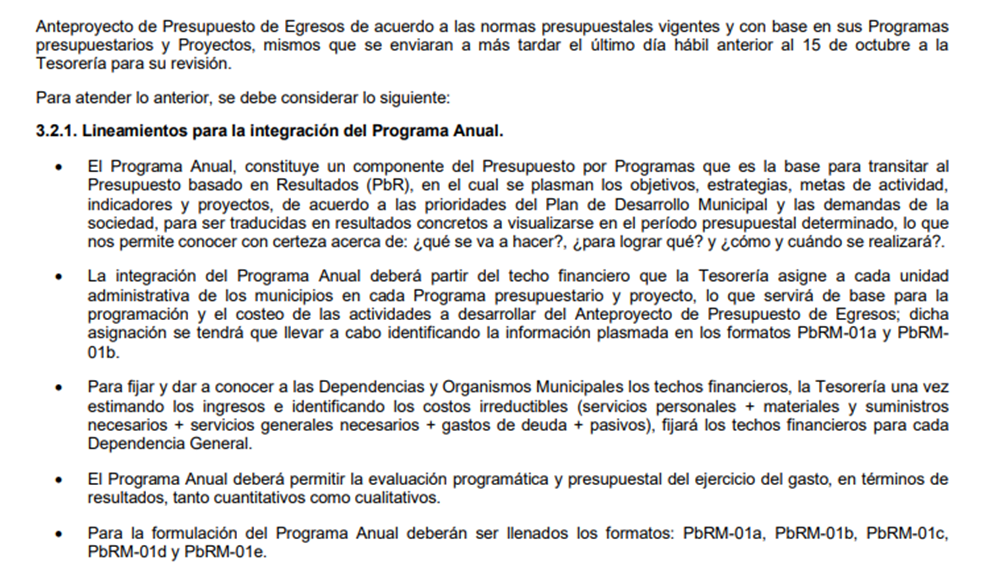 Anteproyecto de Presupuesto de Egresos de acuerdo a las normas presupuestales vigentes y con base en sus Programas
presupuestarios y Proyectos, mismos que se enviaran a más tardar el último día hábil anterior al 15 de octubre a la
Tesorería para su revisión.
Para atender lo anterior, se debe considerar lo siguiente:
3.2.1. Lineamientos para la integración del Programa Anual.
• El Programa Anual, constituye un componente del Presupuesto por Programas que es la base para transitar al
Presupuesto basado en Resultados (PbR), en el cual se plasman los objetivos, estrategias, metas de actividad,
indicadores y proyectos, de acuerdo a las prioridades del Plan de Desarrollo Municipal y las demandas de la
sociedad, para ser traducidas en resultados concretos a visualizarse en el período presupuestal determinado, lo que
nos permite conocer con certeza acerca de: ¿qué se va a hacer?, ¿para lograr qué? y ¿cómo y cuándo se realizará?.
• La integración del Programa Anual deberá partir del techo financiero que la Tesorería asigne a cada unidad
administrativa de los municipios en cada Programa presupuestario y proyecto, lo que servirá de base para la
programación y el costeo de las actividades a desarrollar del Anteproyecto de Presupuesto de Egresos; dicha
asignación se tendrá que llevar a cabo identificando la información plasmada en los formatos PbRM-01a y PbRM-
01b.
• Para fijar y dar a conocer a las Dependencias y Organismos Municipales los techos financieros, la Tesorería una vez
estimando los ingresos e identificando los costos irreductibles (servicios personales + materiales y suministros
necesarios + servicios generales necesarios + gastos de deuda + pasivos), fijará los techos financieros para cada
Dependencia General.
• El Programa Anual deberá permitir la evaluación programática y presupuestal del ejercicio del gasto, en términos de
resultados, tanto cuantitativos como cualitativos.
• Para la formulación del Programa Anual deberán ser llenados los formatos: PbRM-01a, PbRM-01b, PbRM-01c,
PbRM-01d y PbRM-01e.